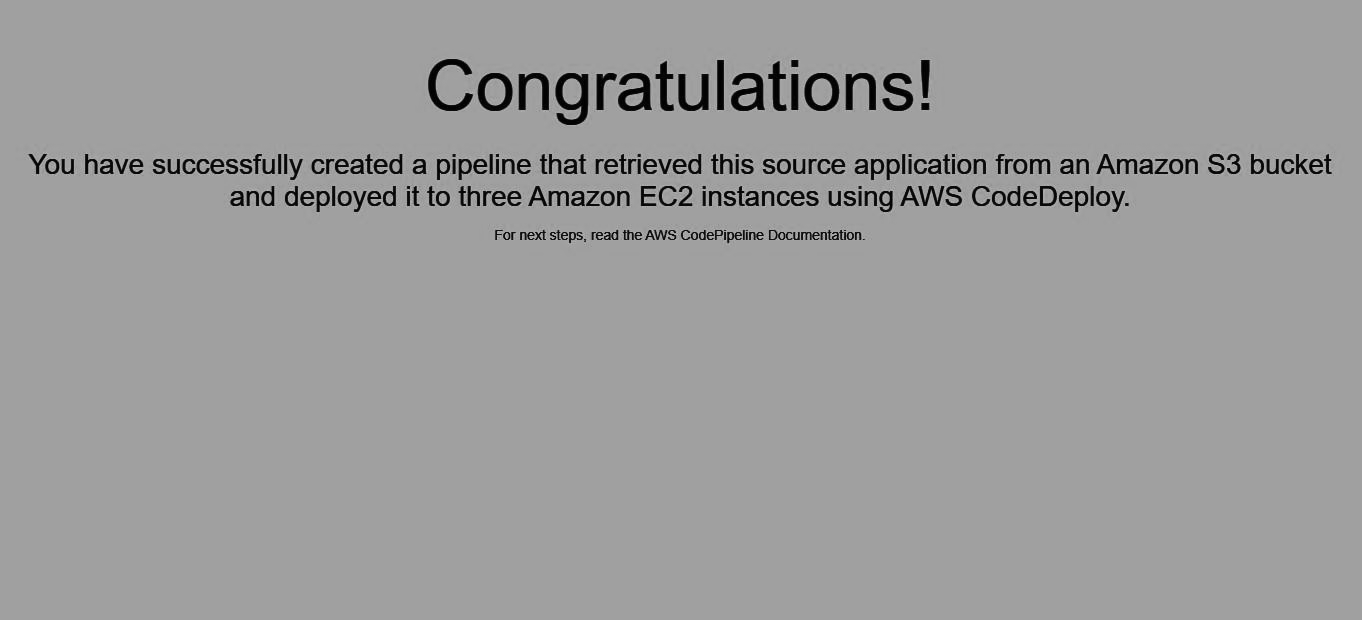 Congratulations!
You have successfully created a pipeline that retrieved this source application from an Amazon S3 bucket
and deployed it to three Amazon EC2 instances using AWS CodeDeploy.
For next steps, read the AWS CodePipeline Documentation.